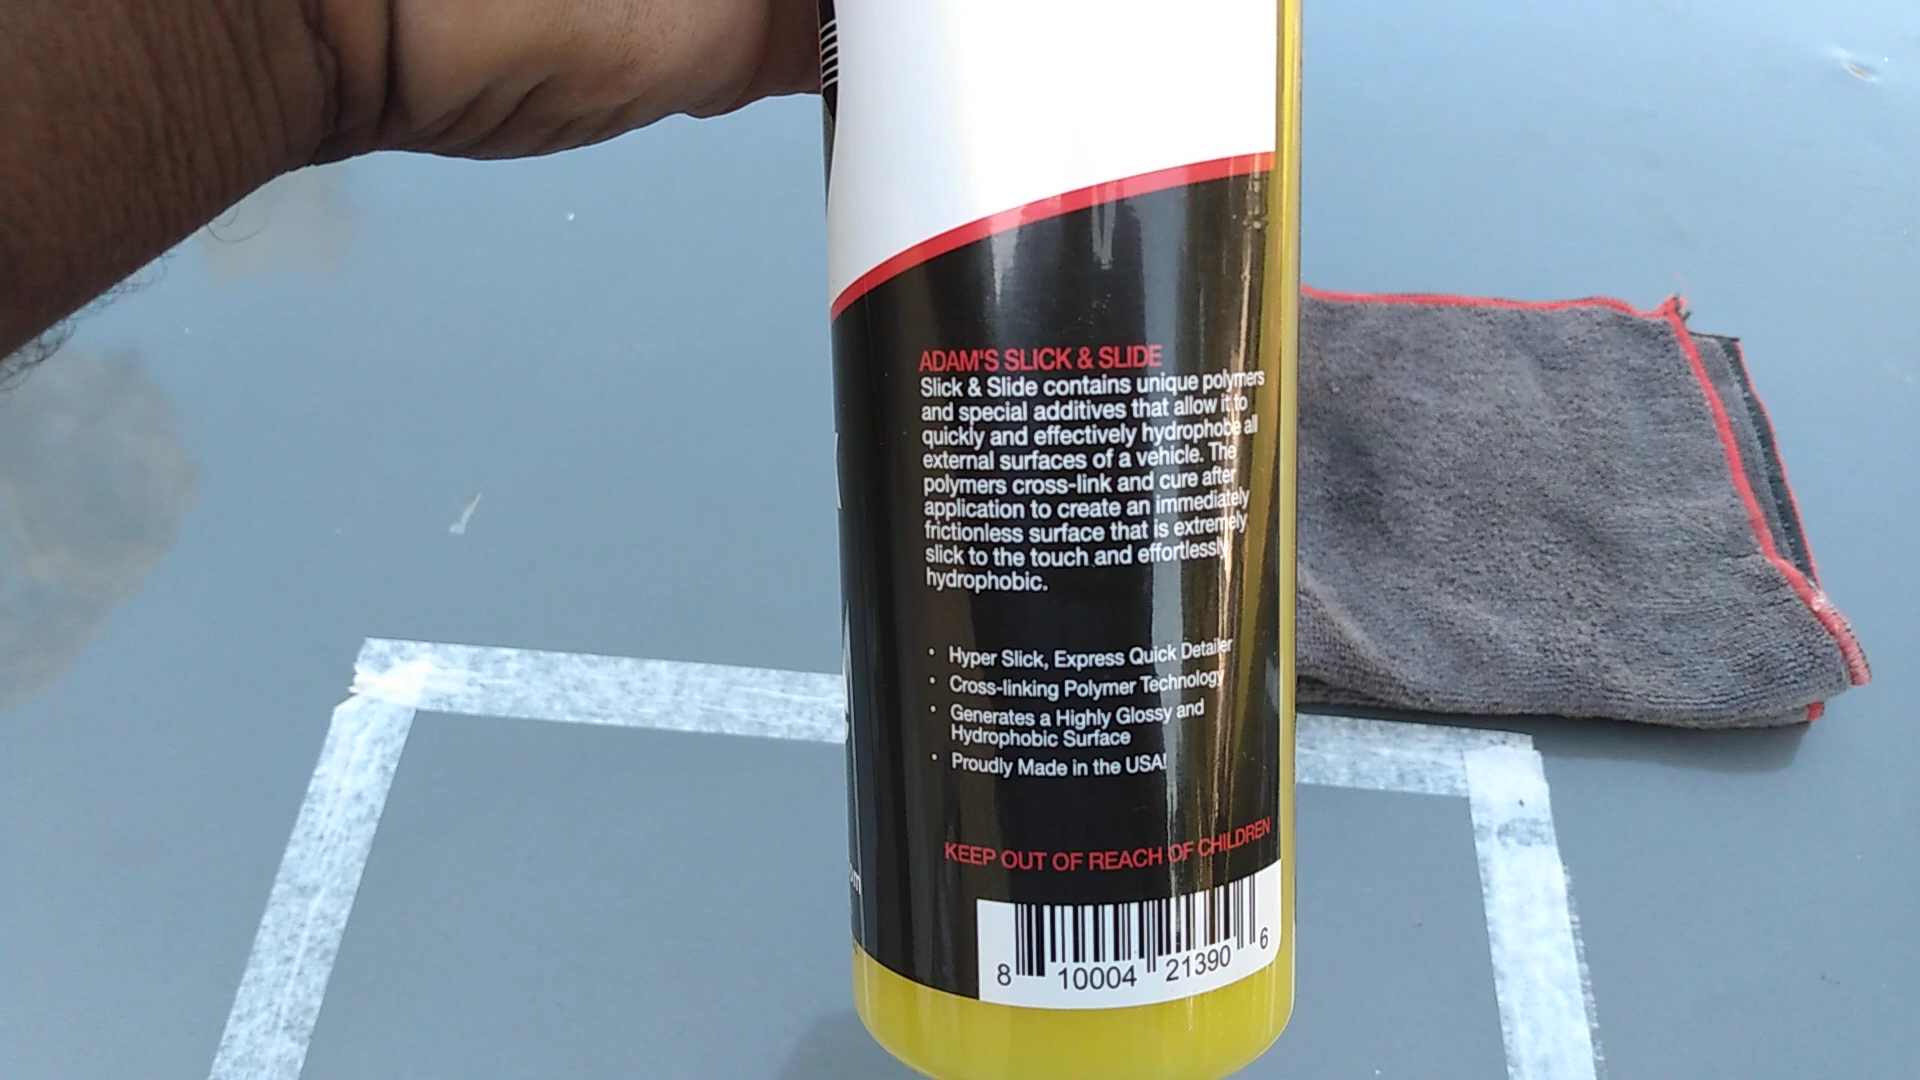 ADAM'S SLICK & SLIDE
Slick & Slide contains unique polymers
and special additives that allow it to
quickly and effectively hydrophobe all
external surfaces of a vehicle. The
polymers cross-link and cure after
application to create an immediately
frictionless surface that is extremely
slick to the touch and effortlessly
hydrophobic.
• Hyper Slick, Express Quick Detailer
• Cross-linking Polymer Technology
• Generates a Highly Glossy and
Hydrophobic Surface
• Proudly Made in the USA!
KEEP OUT OF REACH OF CHILDREN
8 10004 21390 6